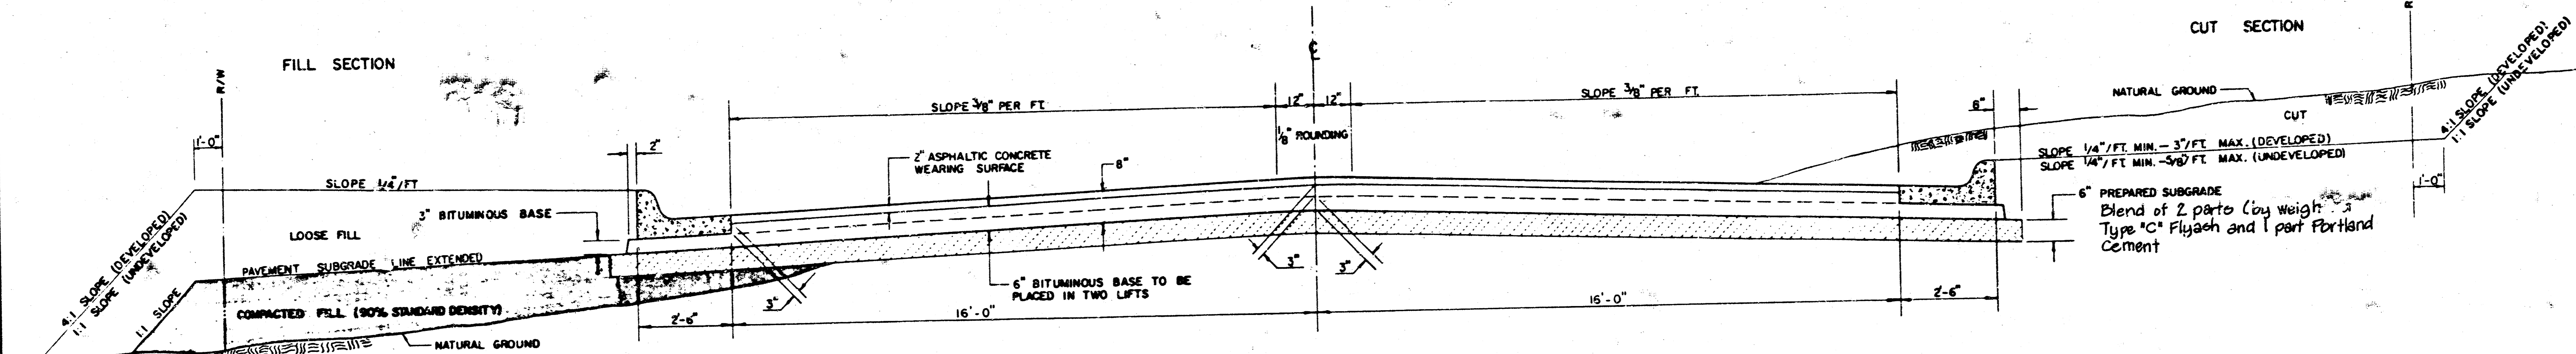 FILL SECTION
CUT SECTION
R/W
R
℄
SLOPE 3/8" PER FT.
12" 12"
SLOPE 3/8" PER FT.
1/8" ROUNDING
6"
NATURAL GROUND
CUT
4:1 SLOPE (DEVELOPED)
1:1 SLOPE (UNDEVELOPED)
1'-0"
2"
2" ASPHALTIC CONCRETE
WEARING SURFACE
8"
SLOPE 1/4"/FT. MIN. - 3"/FT. MAX. (DEVELOPED)
SLOPE 1/4"/FT MIN. -5/8"/FT. MAX. (UNDEVELOPED)
1'-0"
SLOPE 1/4"/FT
3" BITUMINOUS BASE
LOOSE FILL
6" PREPARED SUBGRADE
Blend of 2 parts (by weigh
Type "C" Flyash and 1 part Portland
Cement
PAVEMENT SUBGRADE LINE EXTENDED
4:1 SLOPE (DEVELOPED)
1:1 SLOPE (UNDEVELOPED)
1:1 SLOPE
COMPACTED FILL (90% STANDARD DENSITY)
3"
3"
3"
6" BITUMINOUS BASE TO BE
PLACED IN TWO LIFTS
2'-6"
16'-0"
16'-0"
2'-6"
NATURAL GROUND